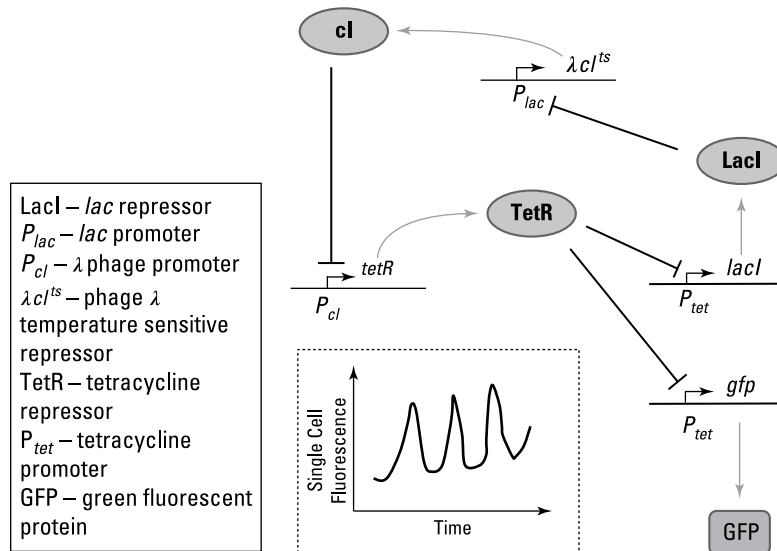 cI
λcI^ts
P_lac
LacI
TetR
tetR
P_cI
lacI
P_tet
gfp
P_tet
GFP
LacI – lac repressor
P_lac – lac promoter
P_cI – λ phage promoter
λcI^ts – phage λ
temperature sensitive
repressor
TetR – tetracycline
repressor
P_tet – tetracycline
promoter
GFP – green fluorescent
protein
Single Cell
Fluorescence
Time